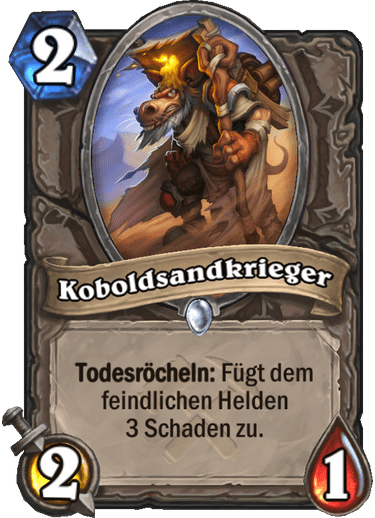 2
Koboldsandkrieger
Todesröcheln: Fügt dem
feindlichen Helden
3 Schaden zu.
2
1